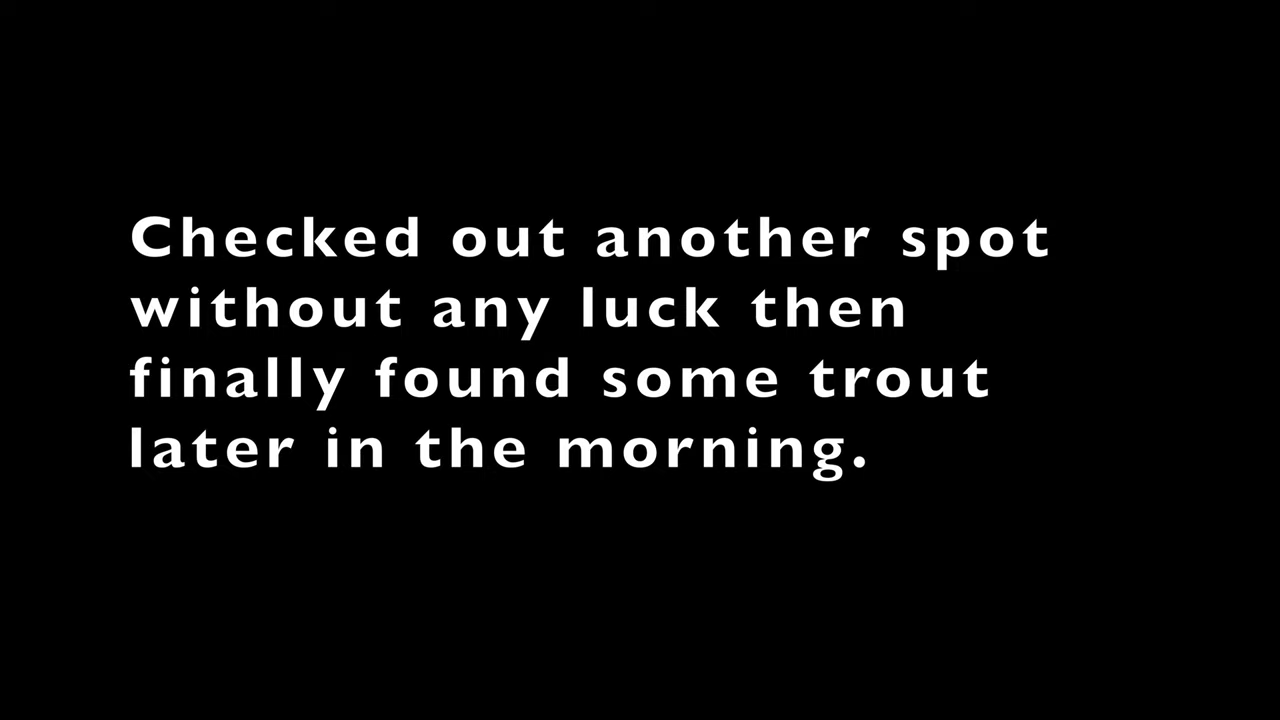 Checked out another spot
without any luck then
finally found some trout
later in the morning.